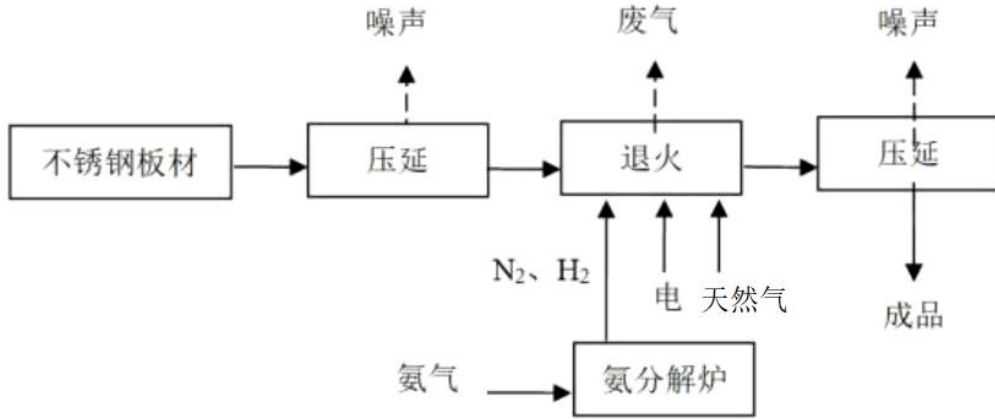 噪声
废气
噪声
不锈钢板材
压延
退火
压延
N₂、H₂
电
天然气
成品
氨气
氨分解炉